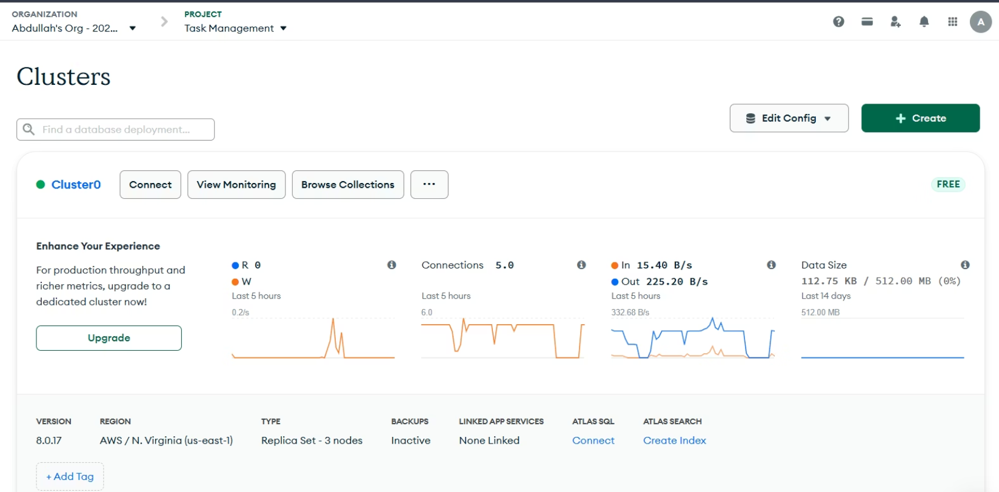 ORGANIZATION
Abdullah's Org - 202...
PROJECT
Task Management
A
Clusters
Find a database deployment...
Edit Config
+ Create
Cluster0
Connect
View Monitoring
Browse Collections
...
FREE
Enhance Your Experience
For production throughput and
richer metrics, upgrade to a
dedicated cluster now!
Upgrade
R 0
W
Last 5 hours
0.2/s
Connections 5.0
Last 5 hours
6.0
In 15.40 B/s
Out 225.20 B/s
Last 5 hours
332.68 B/s
Data Size
112.75 KB / 512.00 MB (0%)
Last 14 days
512.00 MB
VERSION REGION TYPE BACKUPS LINKED APP SERVICES ATLAS SQL ATLAS SEARCH
8.0.17 AWS / N. Virginia (us-east-1) Replica Set - 3 nodes Inactive None Linked Connect Create Index
+ Add Tag